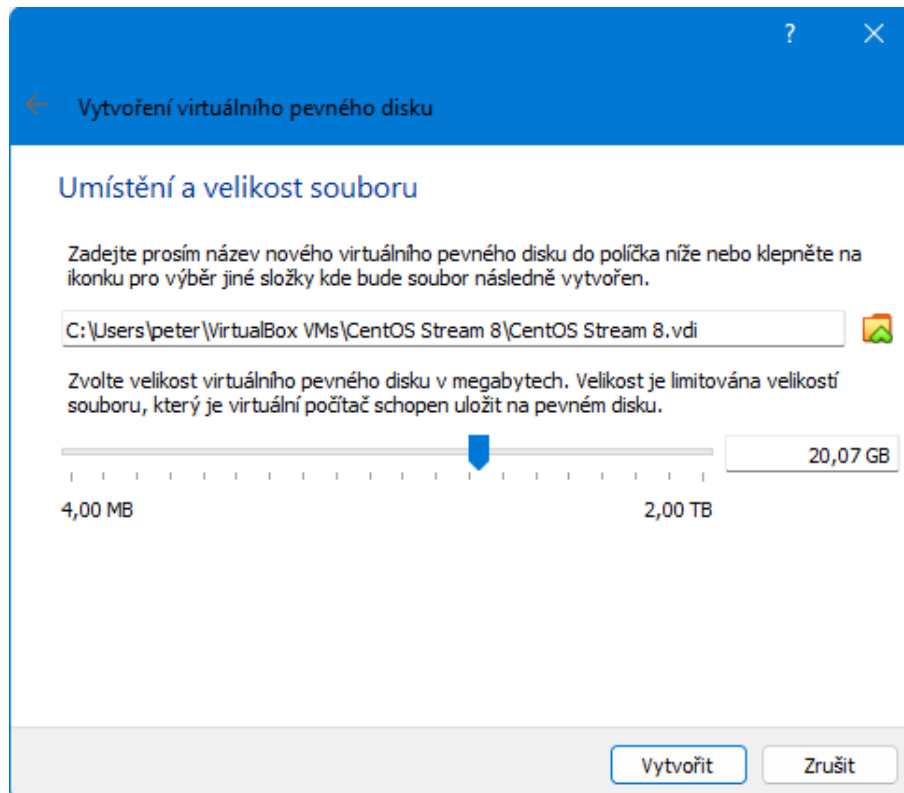 ?
Vytvoření virtuálního pevného disku
Umístění a velikost souboru
Zadejte prosím název nového virtuálního pevného disku do políčka níže nebo klepněte na
ikonku pro výběr jiné složky kde bude soubor následně vytvořen.
C:\Users\peter\VirtualBox VMs\CentOS Stream 8\CentOS Stream 8.vdi
Zvolte velikost virtuálního pevného disku v megabytech. Velikost je limitována velikostí
souboru, který je virtuální počítač schopen uložit na pevném disku.
20,07 GB
4,00 MB 2,00 TB
Vytvořit Zrušit